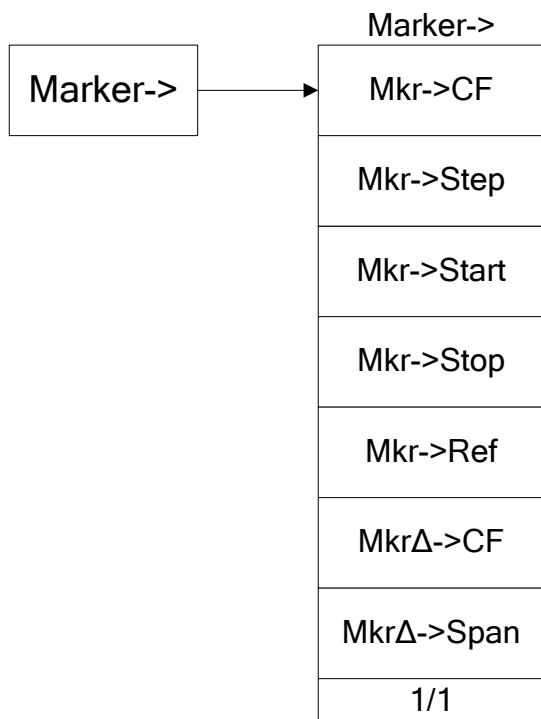 Marker->
Marker->
Mkr->CF
Mkr->Step
Mkr->Start
Mkr->Stop
Mkr->Ref
MkrΔ->CF
MkrΔ->Span
1/1